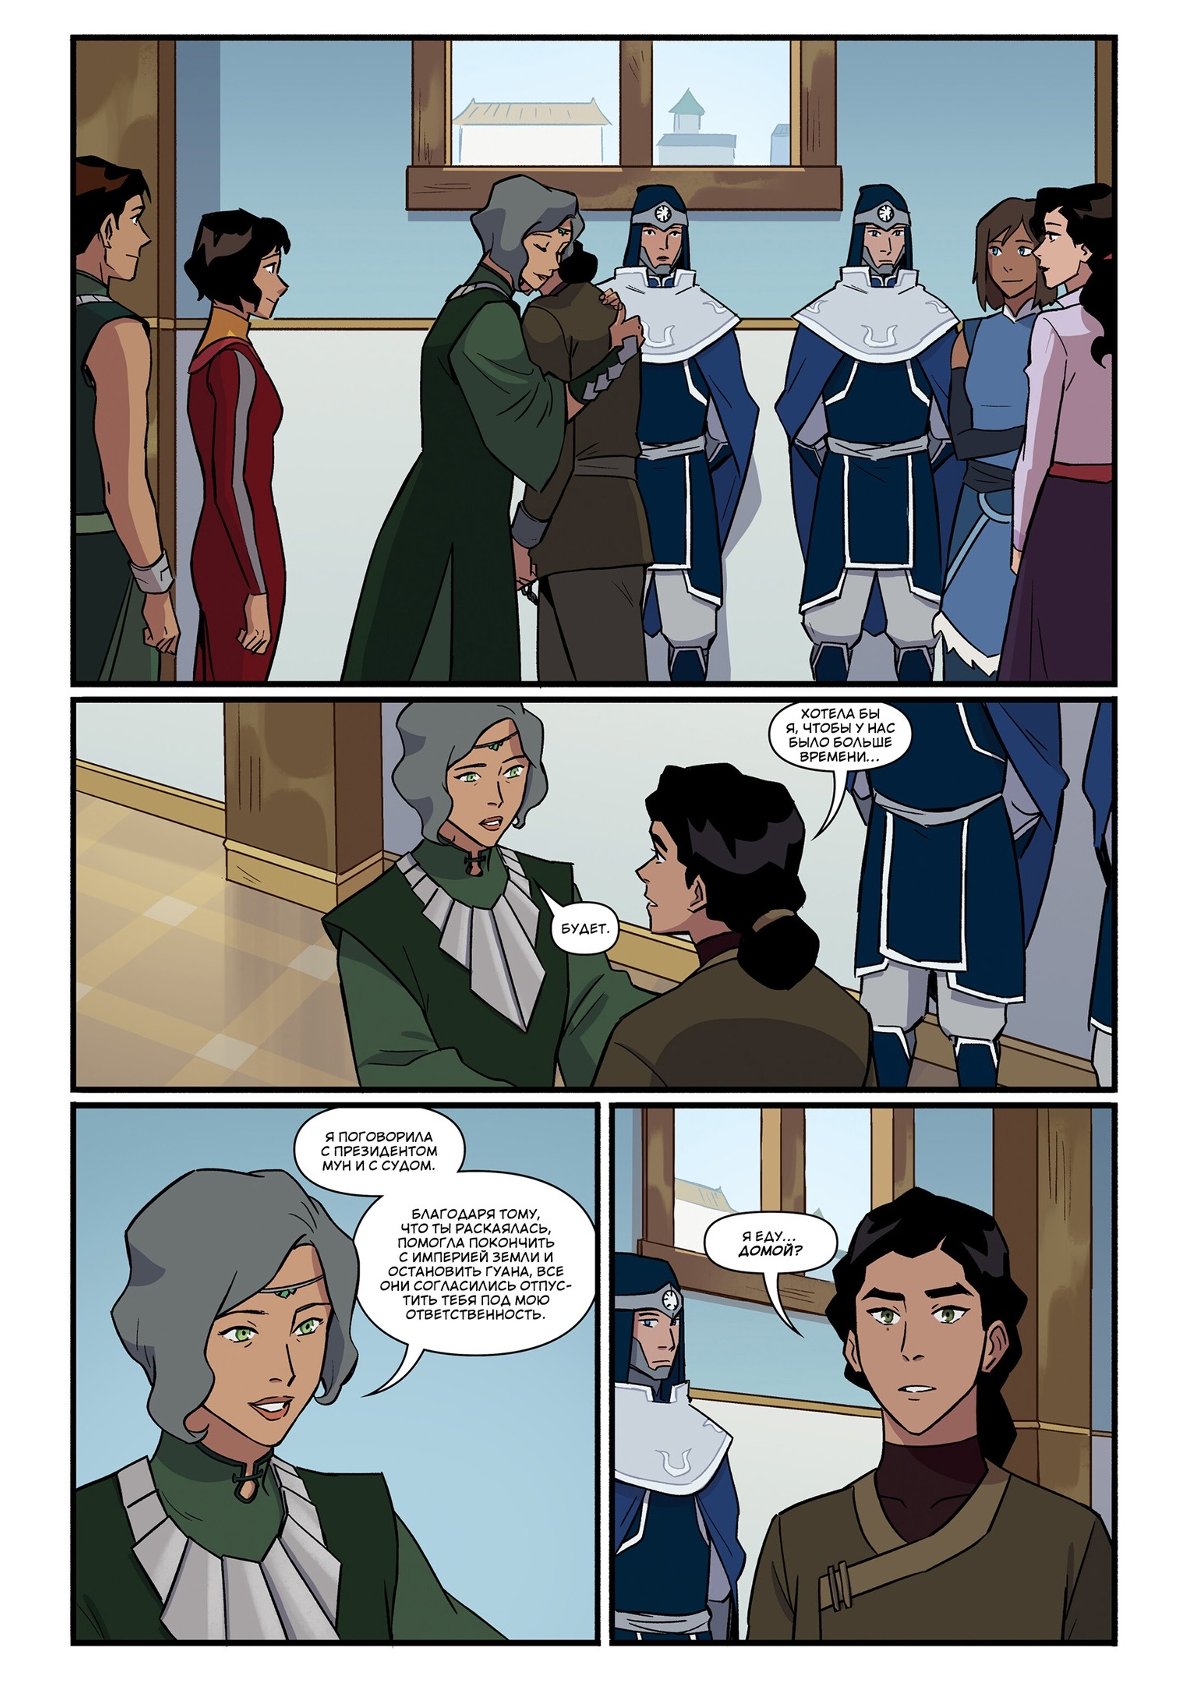 ХОТЕЛА БЫ
Я, ЧТОБЫ У НАС
БЫЛО БОЛЬШЕ
ВРЕМЕНИ...
БУДЕТ.
Я ПОГОВОРИЛА
С ПРЕЗИДЕНТОМ
МУН И С СУДОМ.
БЛАГОДАРЯ ТОМУ,
ЧТО ТЫ РАСКАЯЛАСЬ,
ПОМОГЛА ПОКОНЧИТЬ
С ИМПЕРИЕЙ ЗЕМЛИ И
ОСТАНОВИТЬ ГУАНА, ВСЕ
ОНИ СОГЛАСИЛИСЬ ОТПУС-
ТИТЬ ТЕБЯ ПОД МОЮ
ОТВЕТСТВЕННОСТЬ.
Я ЕДУ...
ДОМОЙ?